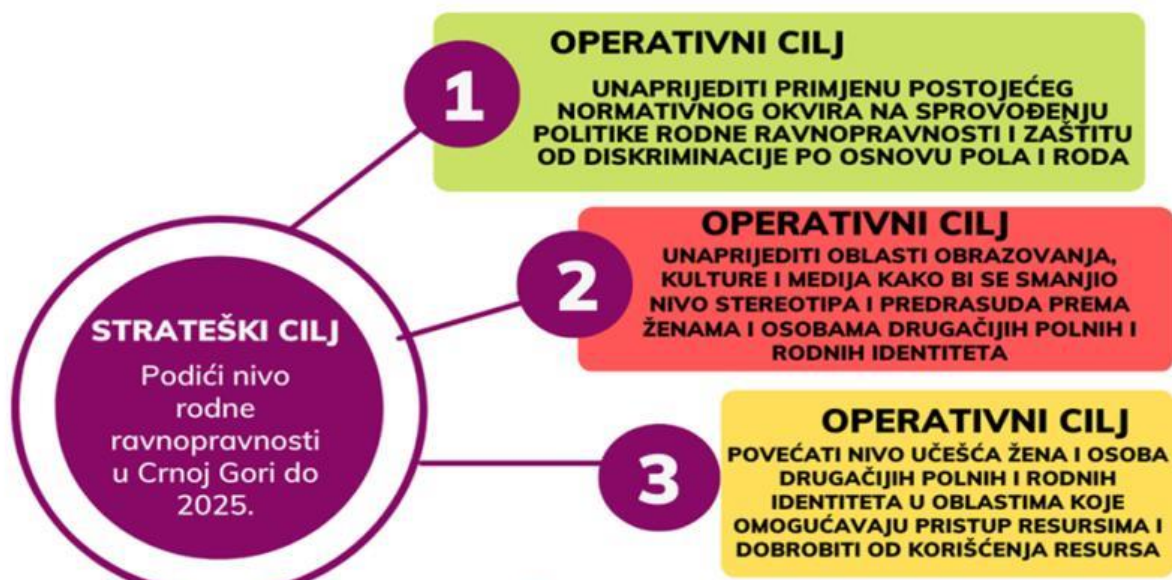 1
OPERATIVNI CILJ
UNAPRIJEDITI PRIMJENU POSTOJEĆEG
NORMATIVNOG OKVIRA NA SPROVOĐENJU
POLITIKE RODNE RAVNOPRAVNOSTI I ZAŠTITU
OD DISKRIMINACIJE PO OSNOVU POLA I RODA
2
OPERATIVNI CILJ
UNAPRIJEDITI OBLASTI OBRAZOVANJA,
KULTURE I MEDIJA KAKO BI SE SMANJIO
NIVO STEREOTIPA I PREDRASUDA PREMA
ŽENAMA I OSOBAMA DRUGAČIJIH POLNIH I
RODNIH IDENTITETA
STRATEŠKI CILJ
Podići nivo
rodne
ravnopravnosti
u Crnoj Gori do
2025.
3
OPERATIVNI CILJ
POVEĆATI NIVO UČEŠĆA ŽENA I OSOBA
DRUGAČIJIH POLNIH I RODNIH
IDENTITETA U OBLASTIMA KOJE
OMOGUĆAVAJU PRISTUP RESURSIMA I
DOBROBITI OD KORIŠĆENJA RESURSA